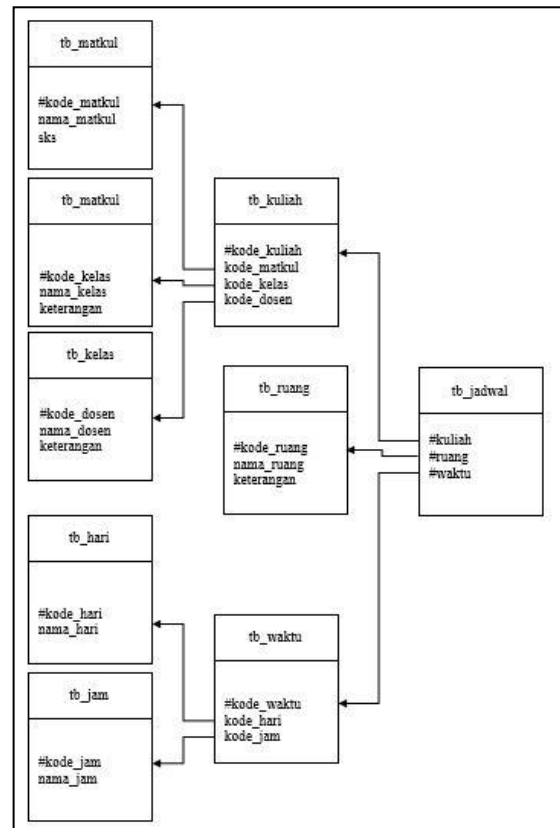 tb_matkul
#kode_matkul
nama_matkul
sks
tb_matkul
#kode_kelas
nama_kelas
keterangan
tb_kelas
#kode_dosen
nama_dosen
keterangan
tb_hari
#kode_hari
nama_hari
tb_jam
#kode_jam
nama_jam
tb_kuliah
#kode_kuliah
kode_matkul
kode_kelas
kode_dosen
tb_ruang
#kode_ruang
nama_ruang
keterangan
tb_waktu
#kode_waktu
kode_hari
kode_jam
tb_jadwal
#kuliah
#ruang
#waktu